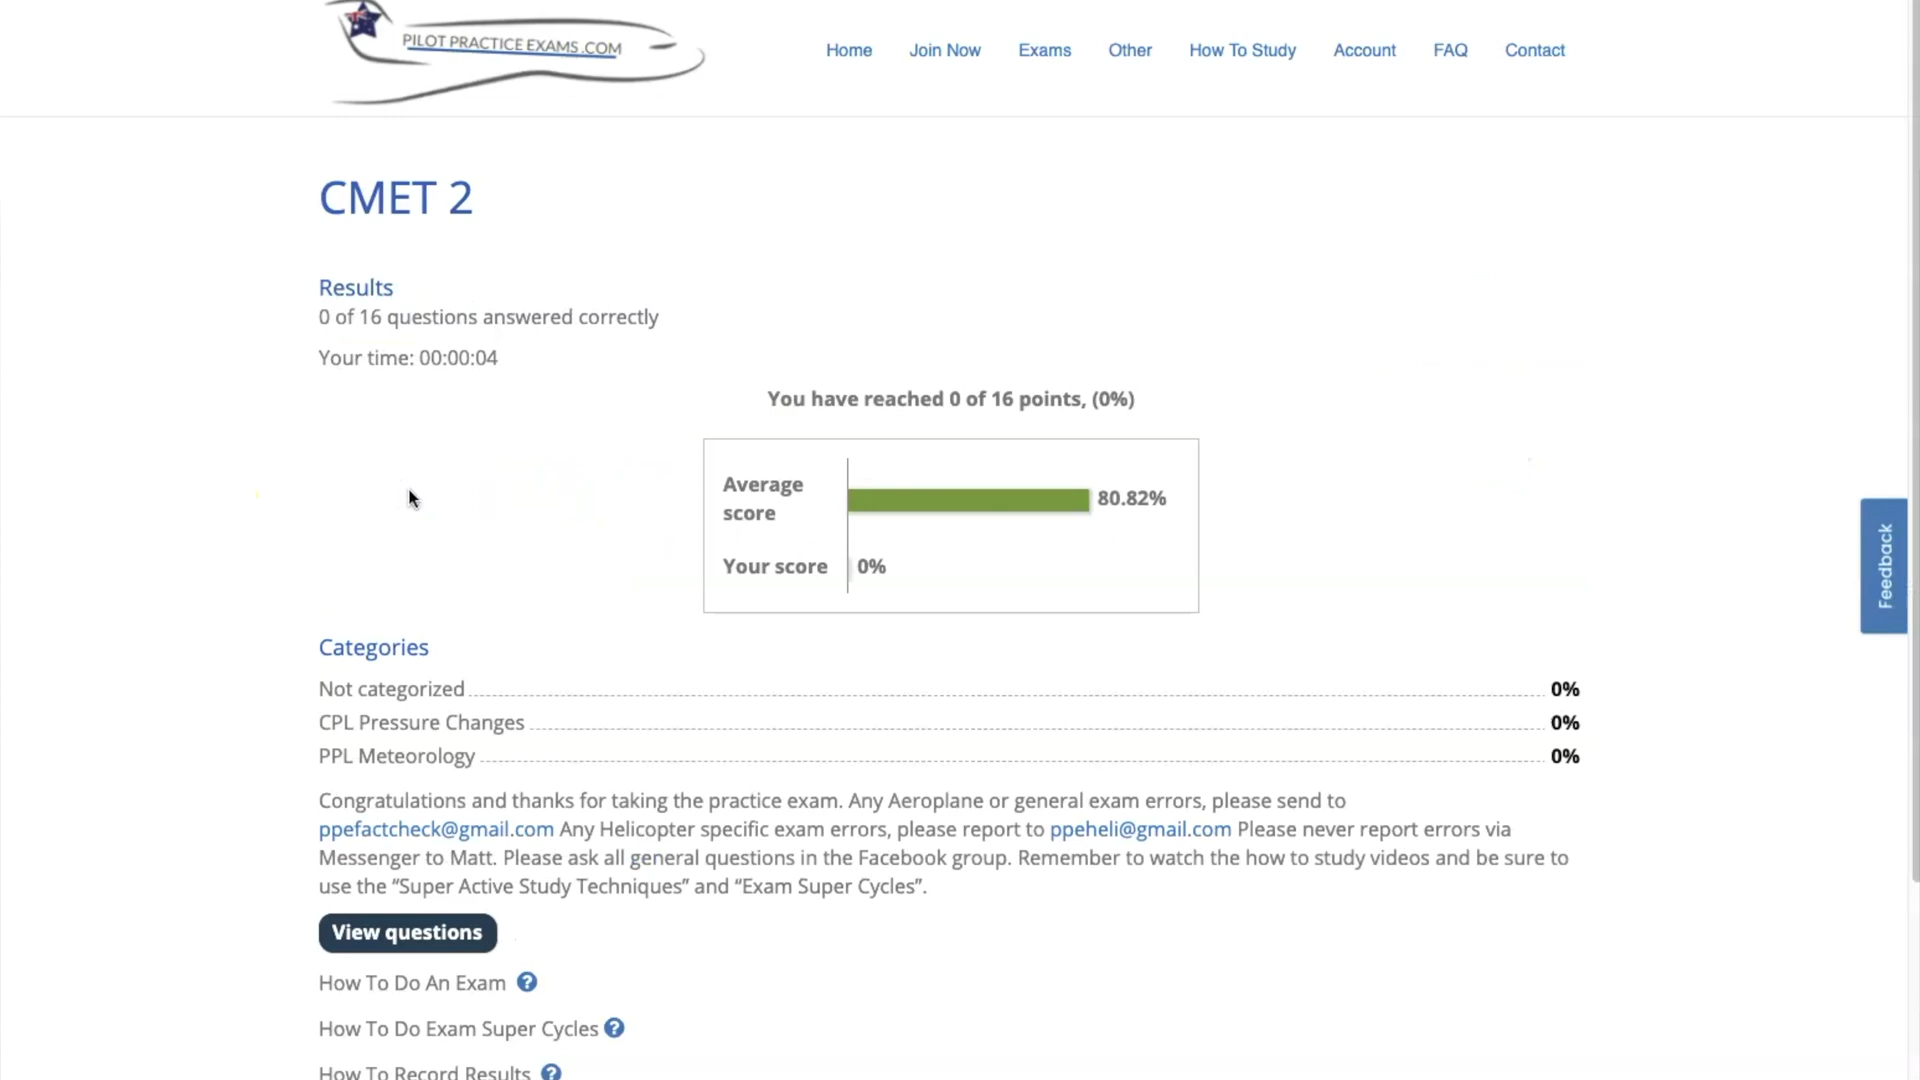 PILOT PRACTICE EXAMS.COM
Home Join Now Exams Other How To Study Account FAQ Contact
CMET 2
Results
0 of 16 questions answered correctly
Your time: 00:00:04
You have reached 0 of 16 points, (0%)
Average
score
80.82%
Your score 0%
Feedback
Categories
Not categorized 0%
CPL Pressure Changes 0%
PPL Meteorology 0%
Congratulations and thanks for taking the practice exam. Any Aeroplane or general exam errors, please send to
ppefactcheck@gmail.com Any Helicopter specific exam errors, please report to ppeheli@gmail.com Please never report errors via
Messenger to Matt. Please ask all general questions in the Facebook group. Remember to watch the how to study videos and be sure to
use the “Super Active Study Techniques” and “Exam Super Cycles”.
View questions
How To Do An Exam ?
How To Do Exam Super Cycles ?
How To Record Results ?